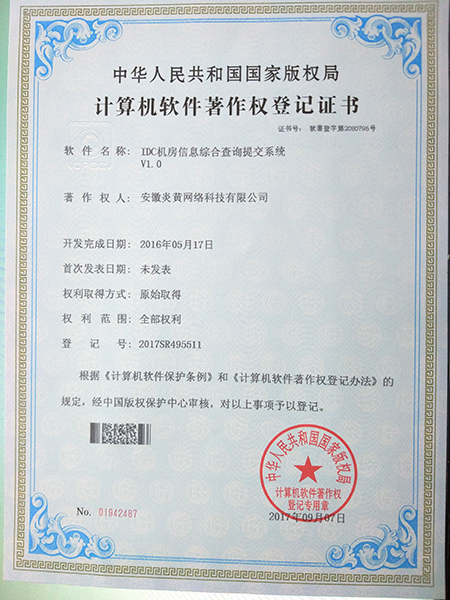 中华人民共和国国家版权局
计算机软件著作权登记证书
证书号： 软著登字第2080795号
软件名称： IDC机房信息综合查询提交系统
V1.0
著作权人： 安徽炎黄网络科技有限公司
开发完成日期： 2016年05月17日
首次发表日期： 未发表
权利取得方式： 原始取得
权利范围： 全部权利
登记号： 2017SR495511
根据《计算机软件保护条例》和《计算机软件著作权登记办法》的
规定，经中国版权保护中心审核，对以上事项予以登记。
中华人民共和国国家版权局
计算机软件著作权
登记专用章
No. 01942487
2017年09月07日